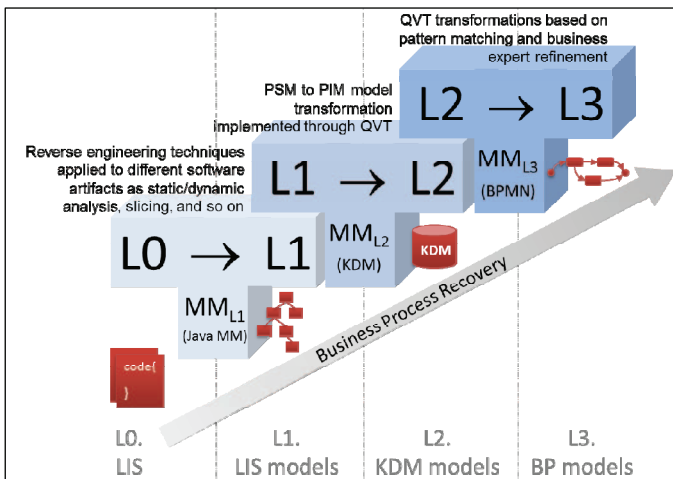 QVT transformations based on
pattern matching and business
expert refinement
L2 → L3
MML3
(BPMN)
PSM to PIM model
transformation
implemented through QVT
L1 → L2
MML2
(KDM)
KDM
Reverse engineering techniques
applied to different software
artifacts as static/dynamic
analysis, slicing, and so on
L0 → L1
MML1
(Java MM)
code{
}
Business Process Recovery
L0.
LIS
L1.
LIS models
L2.
KDM models
L3.
BP models